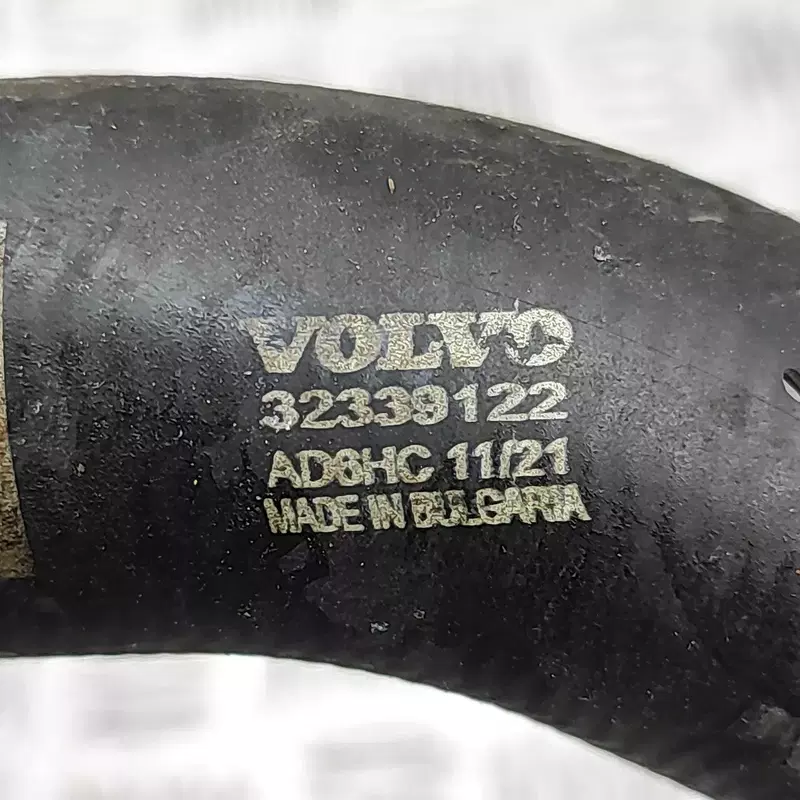 VOLVO
32339122
AD6HC 11/21
MADE IN BULGARIA